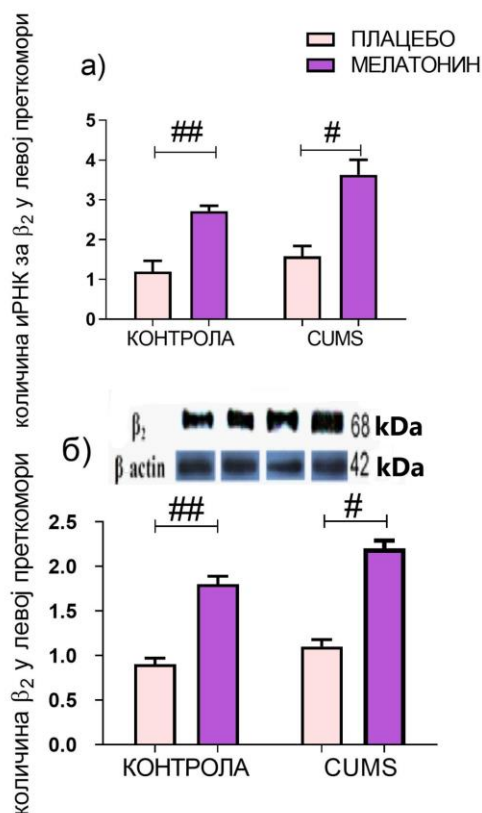 ПЛАЦЕБО
МЕЛАТОНИН
а)
количина иРНК за β₂ у левој преткомори
5
4
3
2
1
0
##
#
КОНТРОЛА
CUMS
б)
β₂
68 kDa
β actin
42 kDa
количина β₂ у левој преткомори
2.5
2.0
1.5
1.0
0.5
0.0
##
#
КОНТРОЛА
CUMS